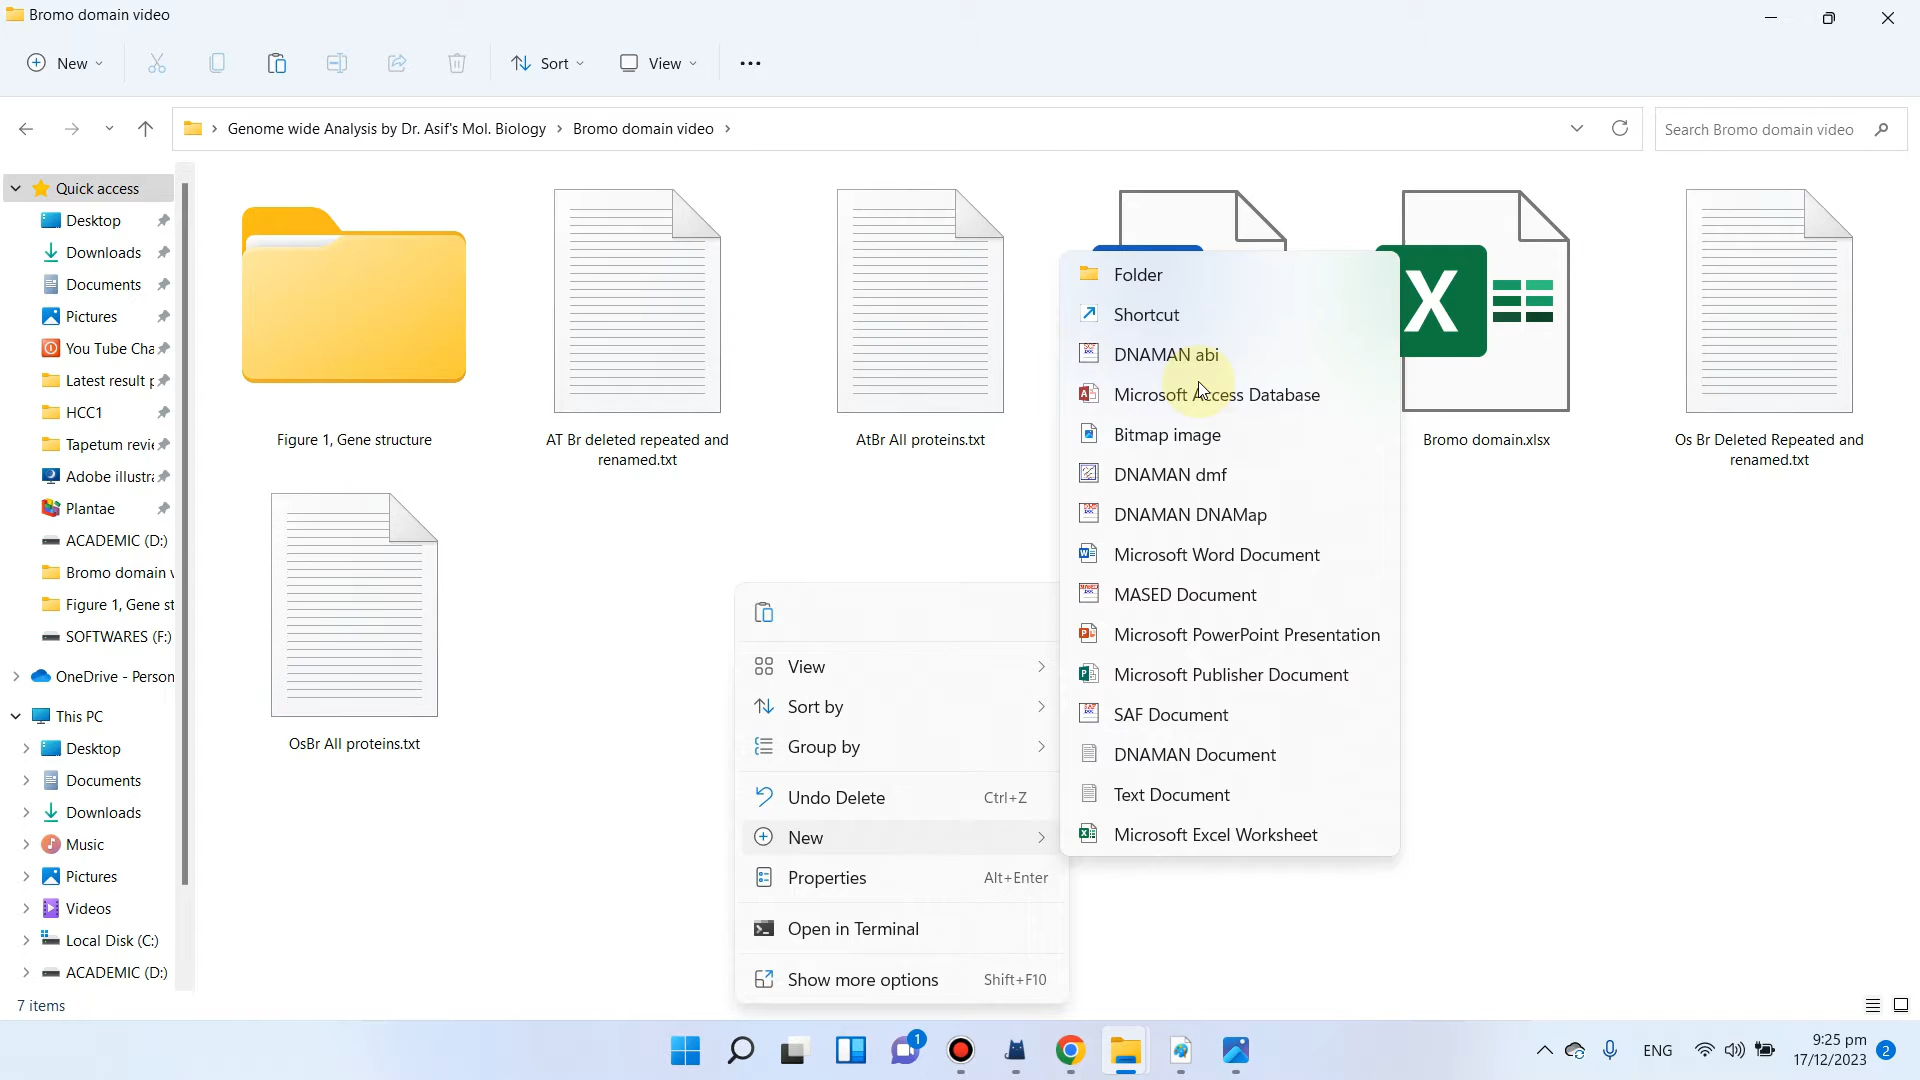 Bromo domain video
New
Sort
View
Genome wide Analysis by Dr. Asif's Mol. Biology > Bromo domain video >
Search Bromo domain video
Quick access
Desktop
Downloads
Documents
Pictures
You Tube Cha
Latest result p
HCC1
Tapetum revie
Adobe illustra
Plantae
ACADEMIC (D:)
Bromo domain v
Figure 1, Gene st
SOFTWARES (F:)
OneDrive - Person
This PC
Desktop
Documents
Downloads
Music
Pictures
Videos
Local Disk (C:)
ACADEMIC (D:)
7 items
Figure 1, Gene structure
AT Br deleted repeated and
renamed.txt
AtBr All proteins.txt
Bromo domain.xlsx
Os Br Deleted Repeated and
renamed.txt
OsBr All proteins.txt
View
Sort by
Group by
Undo Delete Ctrl+Z
New
Properties Alt+Enter
Open in Terminal
Show more options Shift+F10
Folder
Shortcut
DNAMAN abi
Microsoft Access Database
Bitmap image
DNAMAN dmf
DNAMAN DNAMap
Microsoft Word Document
MASED Document
Microsoft PowerPoint Presentation
Microsoft Publisher Document
SAF Document
DNAMAN Document
Text Document
Microsoft Excel Worksheet
X
1
ENG
9:25 pm
17/12/2023
2